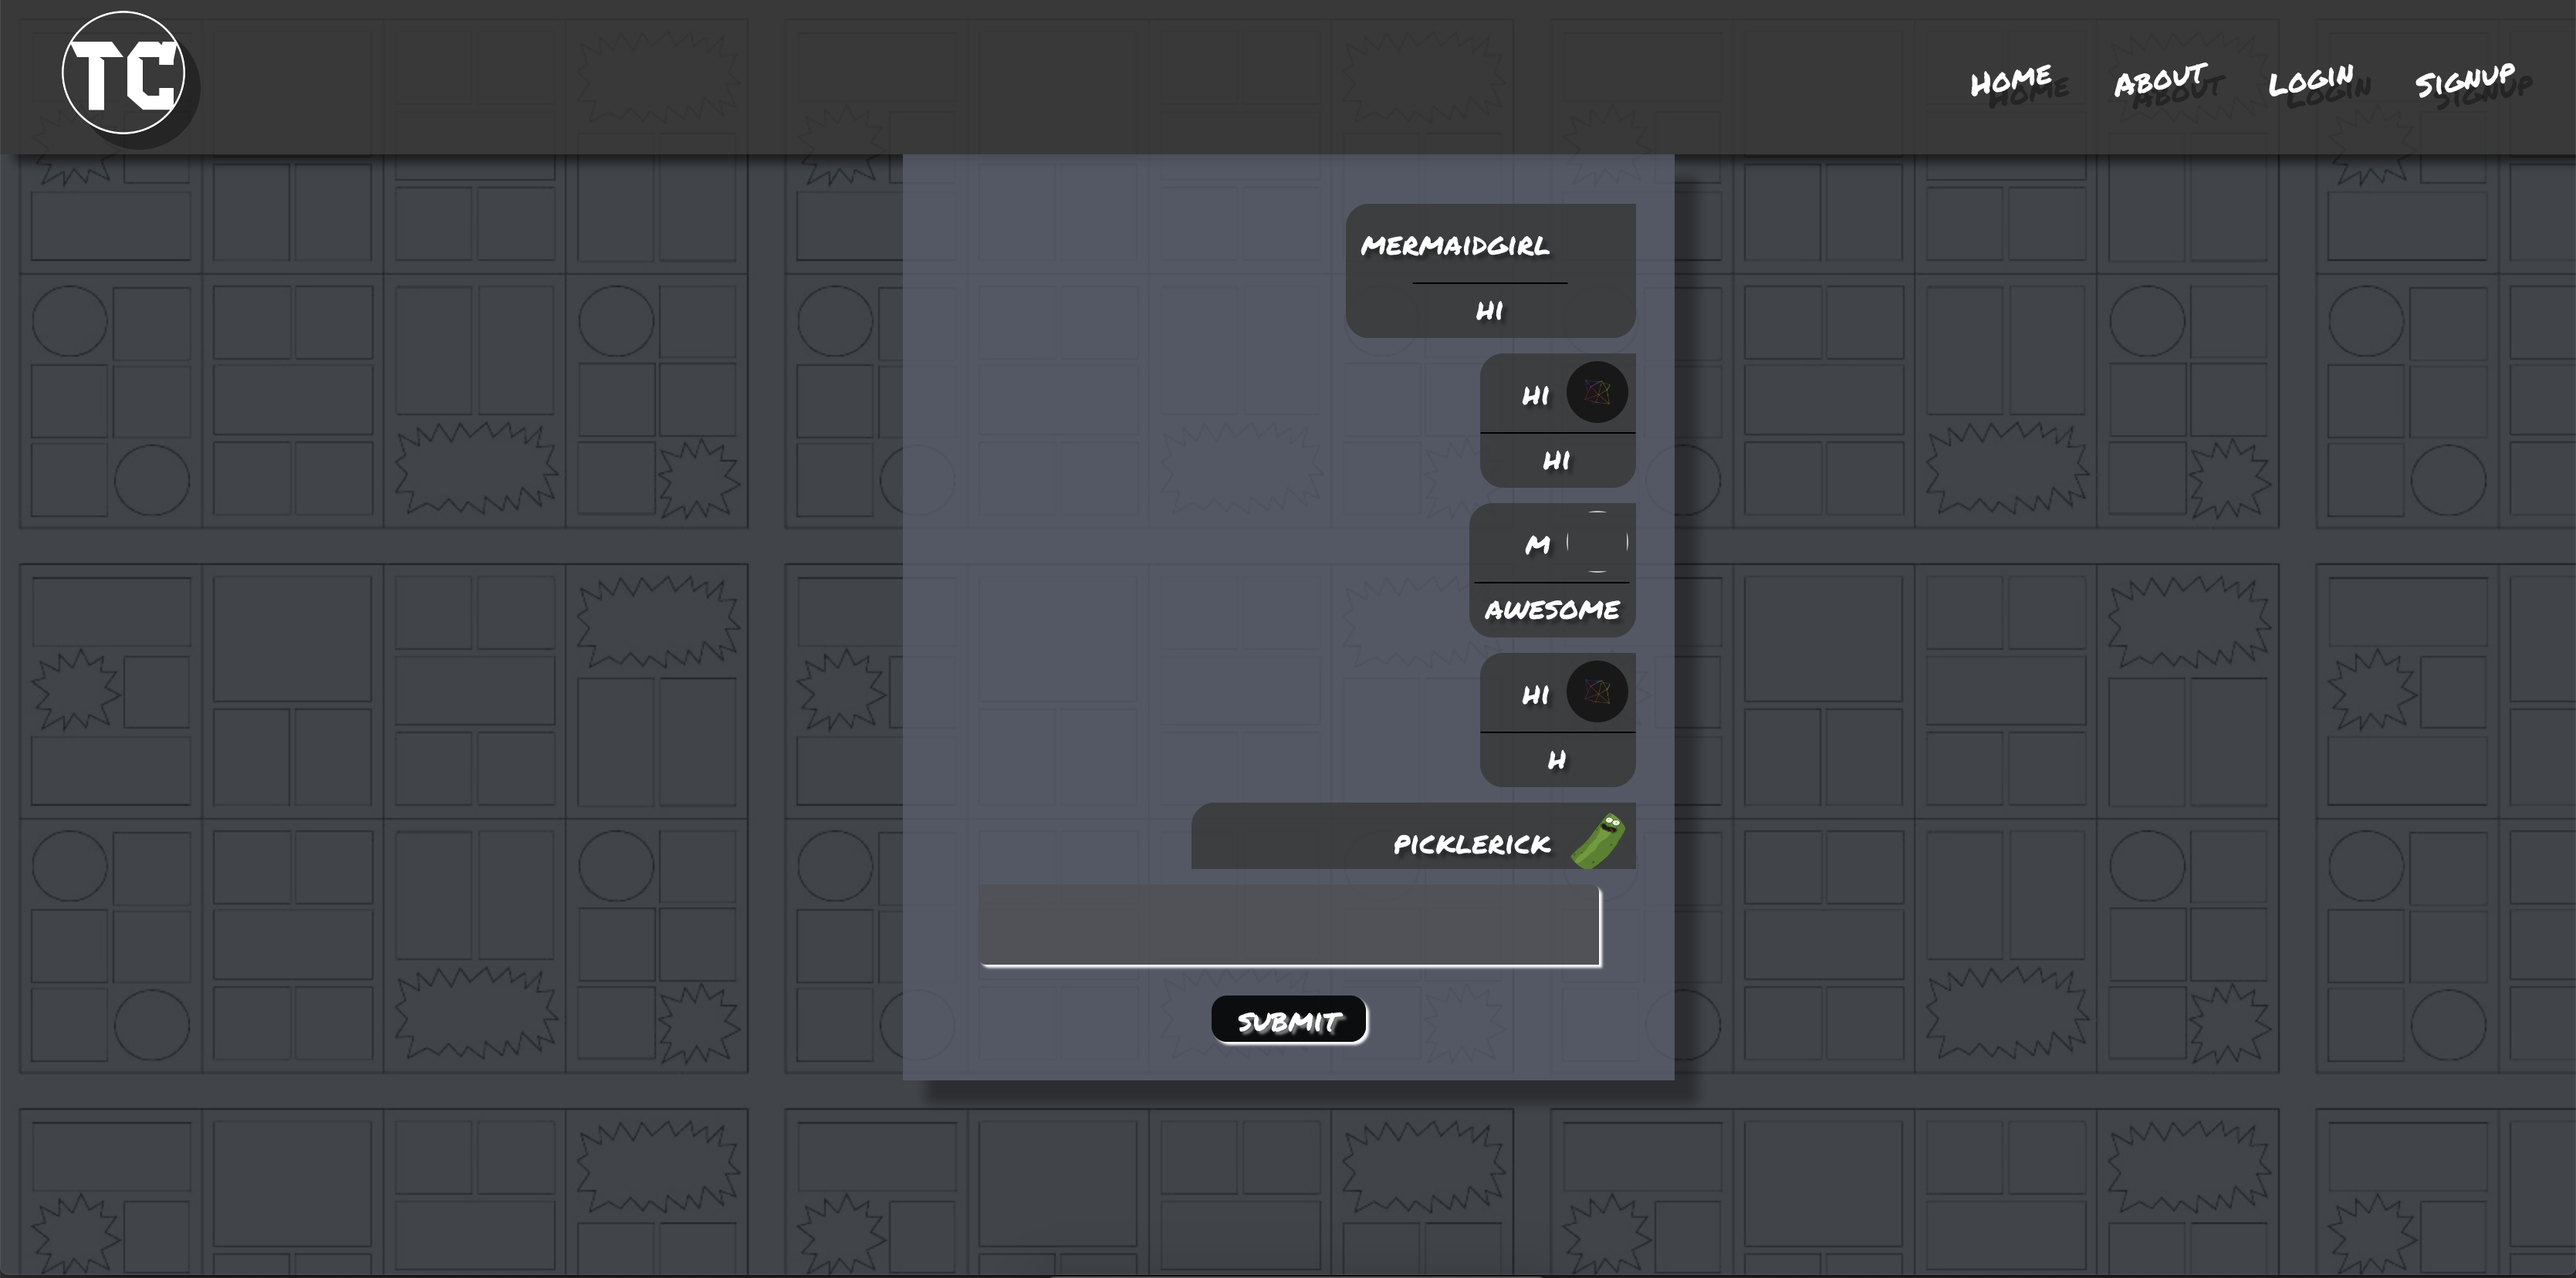 TC
HOME ABOUT LOGIN SIGNUP
MERMAIDGIRL
HI
HI
HI
M
AWESOME
HI
H
PICKLERICK
SUBMIT